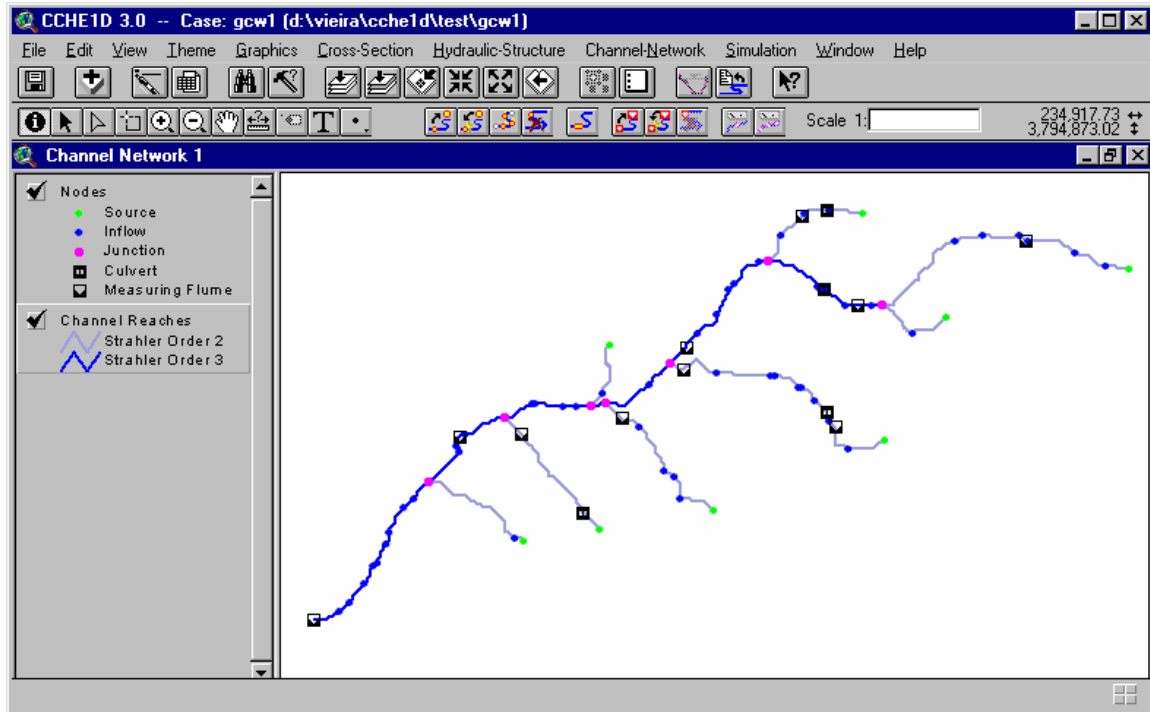 CCHE1D 3.0 -- Case: gcw1 (d:\vieira\cche1d\test\gcw1)
File Edit View Theme Graphics Cross-Section Hydraulic-Structure Channel-Network Simulation Window Help
T Scale 1: 234,917.73
3,794,873.02
Channel Network 1
Nodes
Source
Inflow
Junction
Culvert
Measuring Flume
Channel Reaches
Strahler Order 2
Strahler Order 3